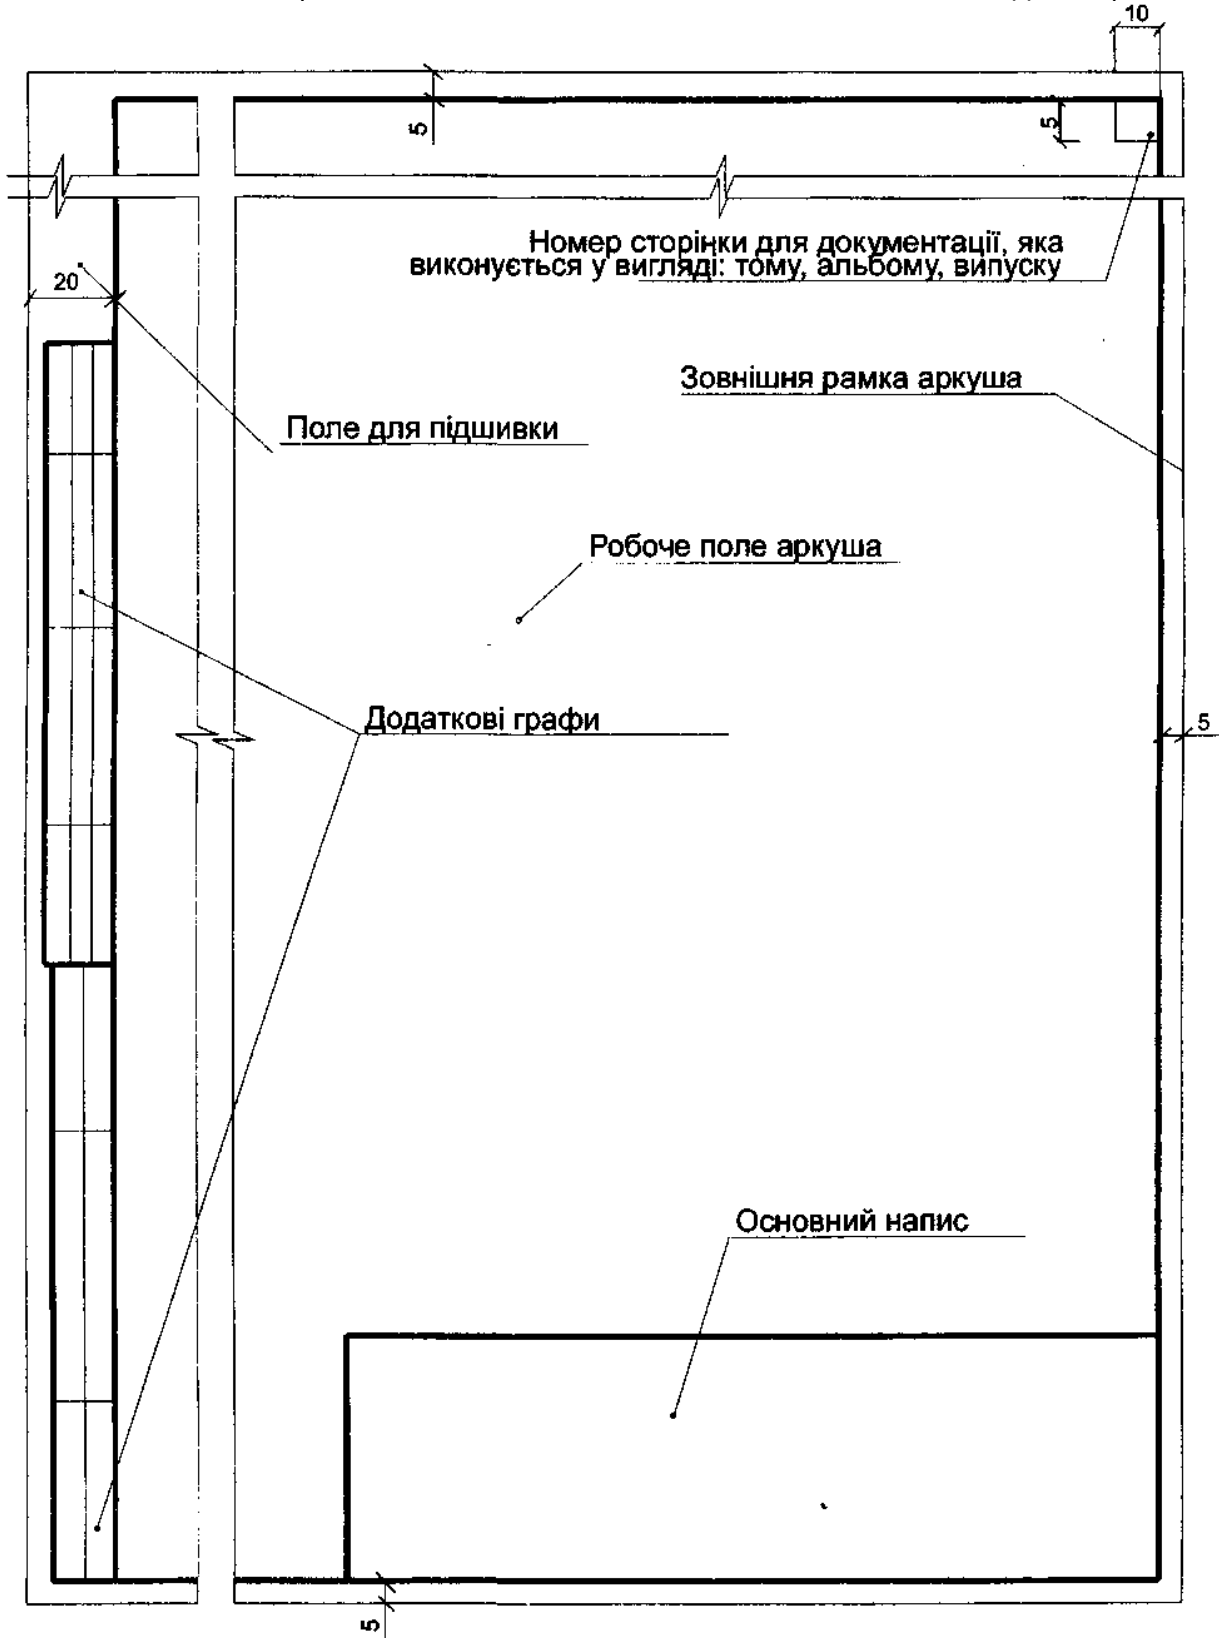 10
5
5
Номер сторінки для документації, яка
виконується у вигляді: тому, альбому, випуску
20
Зовнішня рамка аркуша
Поле для підшивки
Робоче поле аркуша
Додаткові графи
5
Основний напис
5